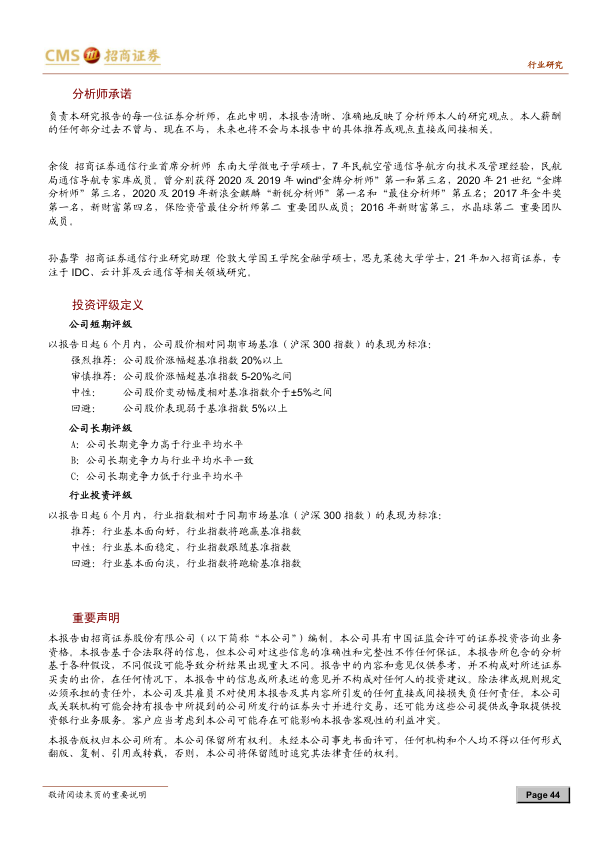 CMS 招商证券
行业研究
分析师承诺
负责本研究报告的每一位证券分析师，在此申明，本报告清晰、准确地反映了分析师本人的研究观点。本人薪酬
的任何部分过去不曾与，现在不与，未来也将不会与本报告中的具体推荐或观点直接或间接相关。
余俊 招商证券通信行业首席分析师 东南大学微电子学硕士，7 年民航空管通信导航方向技术及管理经验，民航
局通信导航专家库成员。曾分别获得 2020 及 2019 年 wind“金牌分析师”第一和第三名，2020 年 21 世纪“金牌
分析师”第三名，2020 及 2019 年新浪金麒麟“新锐分析师”第一名和“最佳分析师”第五名；2017 年金牛奖
第一名，新财富第四名，保险资管最佳分析师第二 重要团队成员；2016 年新财富第三，水晶球第二 重要团队
成员。
孙嘉擎 招商证券通信行业研究助理 伦敦大学国王学院金融学硕士，思克莱德大学学士，21 年加入招商证券，专
注于 IDC、云计算及云通信等相关领域研究。
投资评级定义
公司短期评级
以报告日起 6 个月内，公司股价相对同期市场基准（沪深 300 指数）的表现为标准：
强烈推荐：公司股价涨幅超基准指数 20%以上
审慎推荐：公司股价涨幅超基准指数 5-20%之间
中性： 公司股价变动幅度相对基准指数介于±5%之间
回避： 公司股价表现弱于基准指数 5%以上
公司长期评级
A：公司长期竞争力高于行业平均水平
B：公司长期竞争力与行业平均水平一致
C：公司长期竞争力低于行业平均水平
行业投资评级
以报告日起 6 个月内，行业指数相对于同期市场基准（沪深 300 指数）的表现为标准：
推荐：行业基本面向好，行业指数将跑赢基准指数
中性：行业基本面稳定，行业指数跟随基准指数
回避：行业基本面向淡，行业指数将跑输基准指数
重要声明
本报告由招商证券股份有限公司（以下简称“本公司”）编制。本公司具有中国证监会许可的证券投资咨询业务
资格。本报告基于合法取得的信息，但本公司对这些信息的准确性和完整性不作任何保证。本报告所包含的分析
基于各种假设，不同假设可能导致分析结果出现重大不同。报告中的内容和意见仅供参考，并不构成对所述证券
买卖的出价，在任何情况下，本报告中的信息或所表述的意见并不构成对任何人的投资建议。除法律或规则规定
必须承担的责任外，本公司及其雇员不对使用本报告及其内容所引发的任何直接或间接损失负任何责任。本公司
或关联机构可能会持有报告中所提到的公司所发行的证券头寸并进行交易，还可能为这些公司提供或争取提供投
资银行业务服务。客户应当考虑到本公司可能存在可能影响本报告客观性的利益冲突。
本报告版权归本公司所有。本公司保留所有权利。未经本公司事先书面许可，任何机构和个人均不得以任何形式
翻版、复制、引用或转载，否则，本公司将保留随时追究其法律责任的权利。
敬请阅读末页的重要说明
Page 44